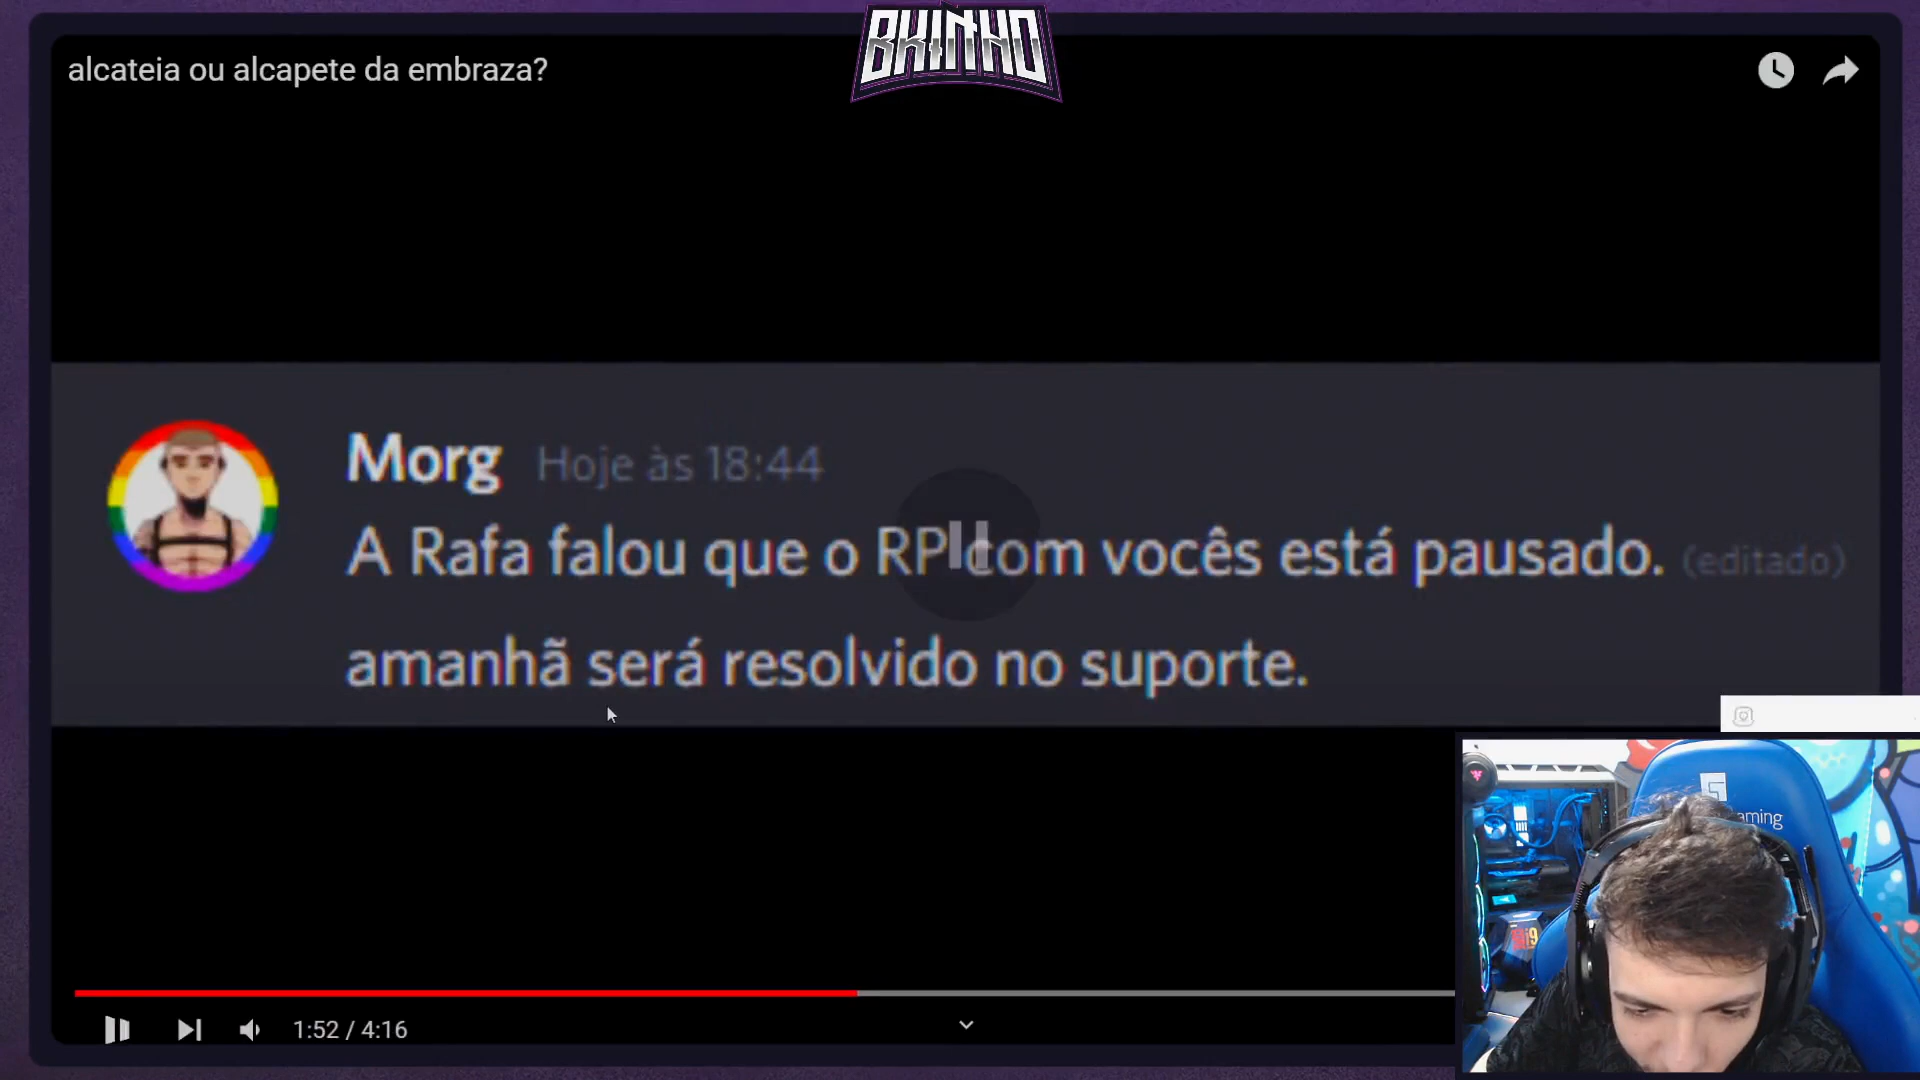 BKINHO
alcateia ou alcapete da embraza?
Morg Hoje às 18:44
A Rafa falou que o RP com vocês está pausado. (editado)
amanhã será resolvido no suporte.
aming
i9
1:52 / 4:16